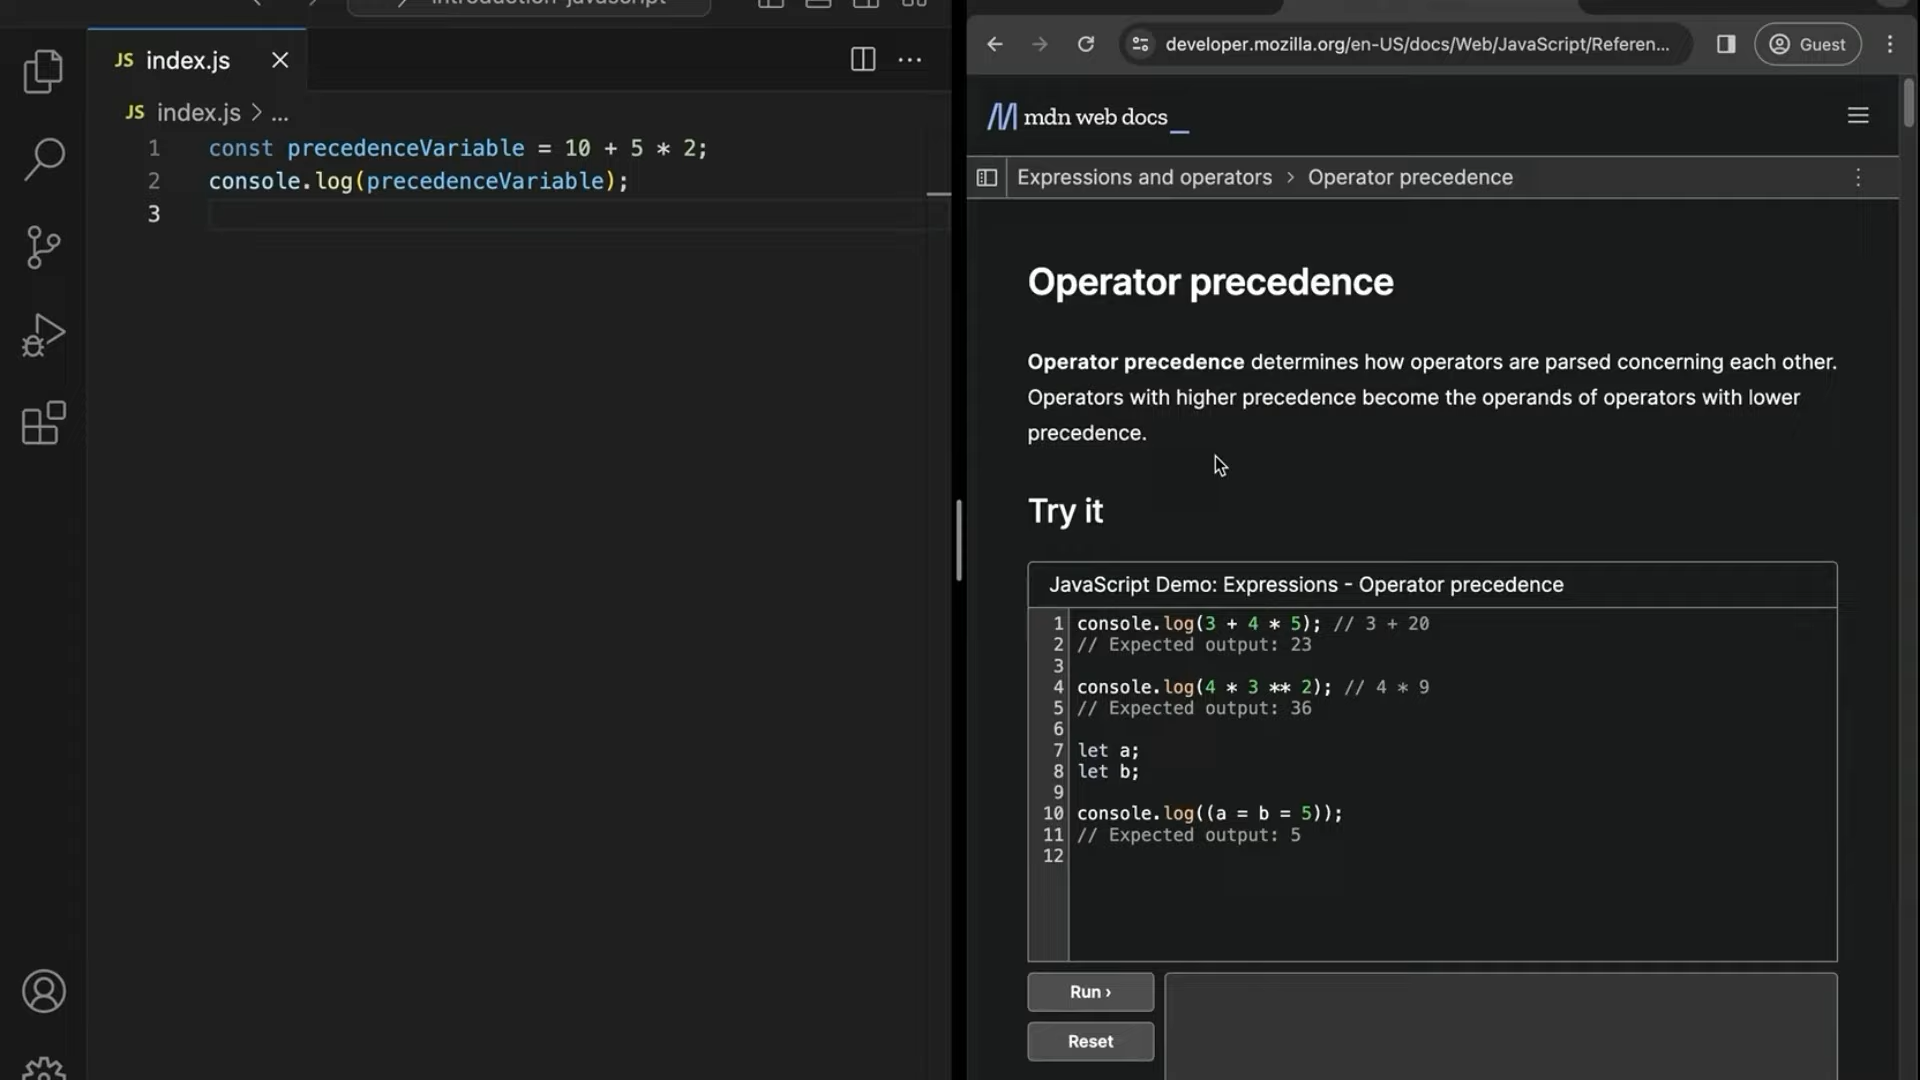 JS index.js
JS index.js > ...
1 const precedenceVariable = 10 + 5 * 2;
2 console.log(precedenceVariable);
3
developer.mozilla.org/en-US/docs/Web/JavaScript/Referen...
Guest
mdn web docs_
Expressions and operators > Operator precedence
Operator precedence
Operator precedence determines how operators are parsed concerning each other.
Operators with higher precedence become the operands of operators with lower
precedence.
Try it
JavaScript Demo: Expressions - Operator precedence
1 console.log(3 + 4 * 5); // 3 + 20
2 // Expected output: 23
3
4 console.log(4 * 3 ** 2); // 4 * 9
5 // Expected output: 36
6
7 let a;
8 let b;
9
10 console.log((a = b = 5));
11 // Expected output: 5
12
Run ›
Reset